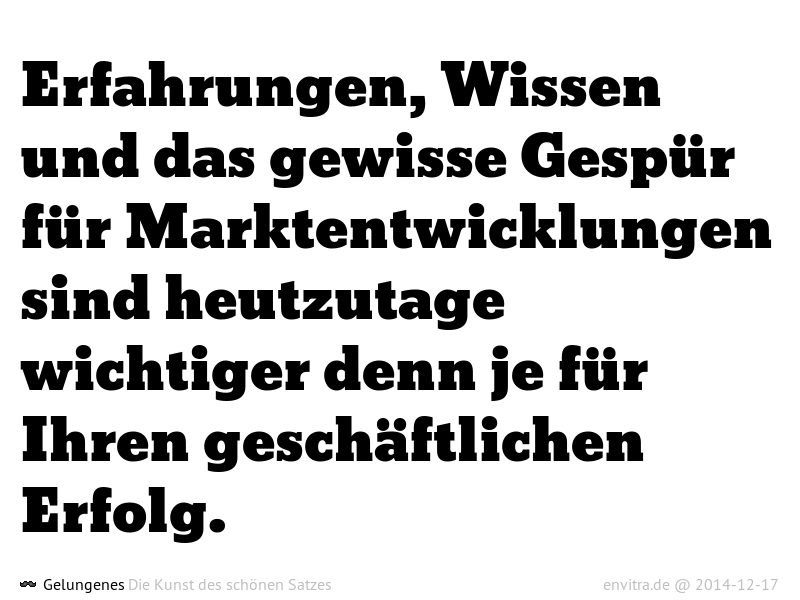 Erfahrungen, Wissen
und das gewisse Gespür
für Marktentwicklungen
sind heutzutage
wichtiger denn je für
Ihren geschäftlichen
Erfolg.
Gelungenes Die Kunst des schönen Satzes envitra.de @ 2014-12-17